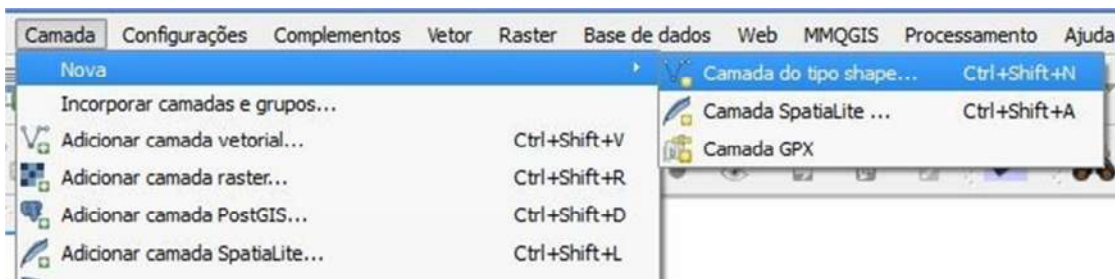 Camada Configurações Complementos Vetor Raster Base de dados Web MMQGIS Processamento Ajuda
Nova
Camada do tipo shape... Ctrl+Shift+N
Incorporar camadas e grupos...
Camada SpatiaLite ... Ctrl+Shift+A
Adicionar camada vetorial... Ctrl+Shift+V
Camada GPX
Adicionar camada raster... Ctrl+Shift+R
Adicionar camada PostGIS... Ctrl+Shift+D
Adicionar camada SpatiaLite... Ctrl+Shift+L